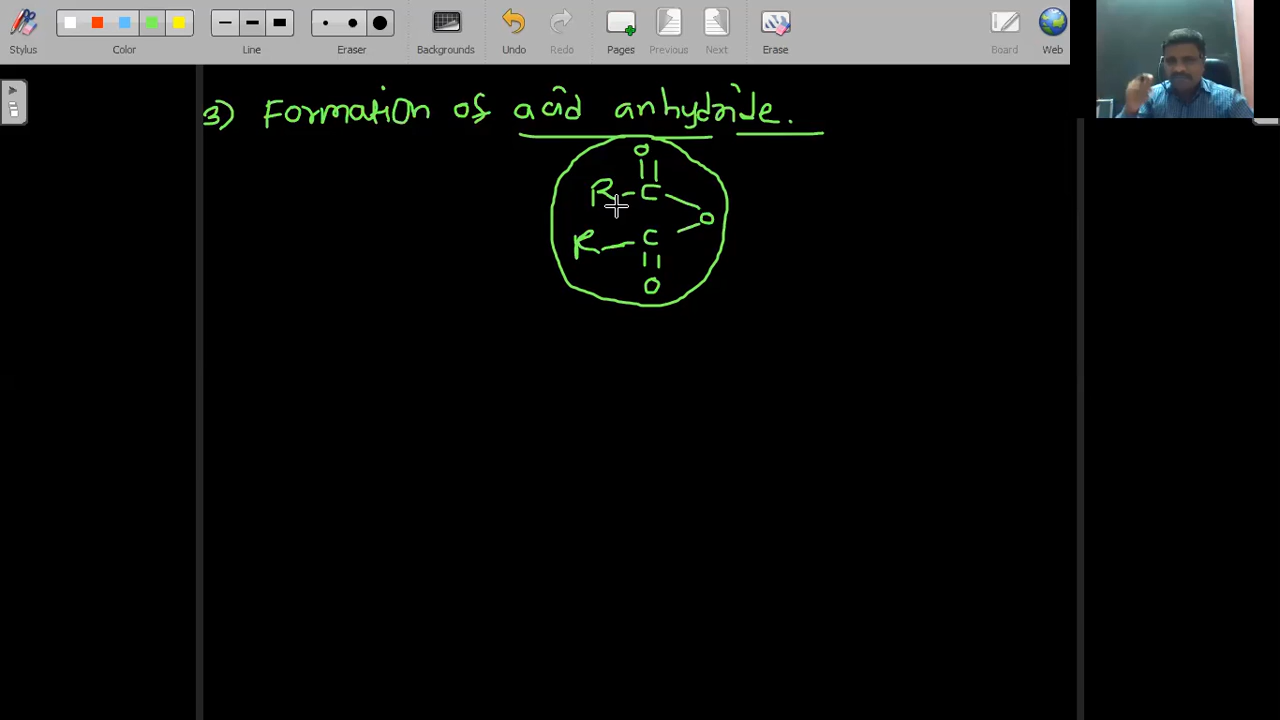 Stylus
Color
Line
Eraser
Backgrounds
Undo
Redo
Pages
Previous
Next
Erase
Board
Web
3) Formation of acid anhydride.
O
R-C
O
R-C
O